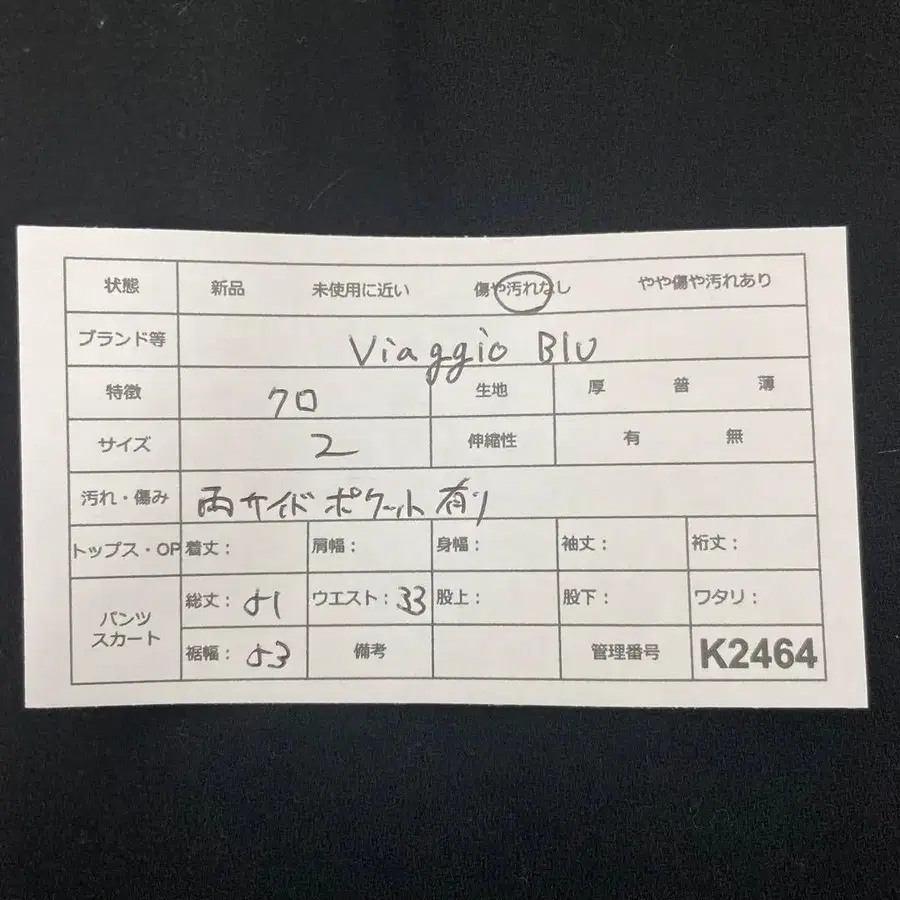 状態 新品 未使用に近い 傷や汚れなし やや傷や汚れあり
ブランド等 Viaggio Blu
特徴 クロ 生地 厚 普 薄
サイズ 2 伸縮性 有 無
汚れ・傷み 両サイドポケット有り
トップス・OP 着丈: 肩幅: 身幅: 袖丈: 裄丈:
パンツ スカート 総丈: 51 ウエスト: 33 股上: 股下: ワタリ:
裾幅: 53 備考 管理番号 K2464